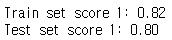 Train set score 1: 0.82
Test set score 1: 0.80